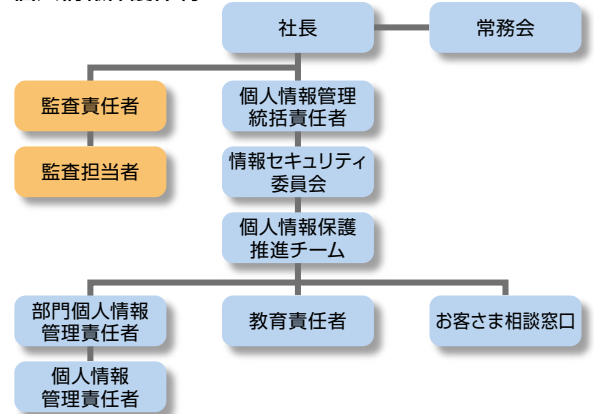 社長
常務会
監査責任者
個人情報管理
統括責任者
監査担当者
情報セキュリティ
委員会
個人情報保護
推進チーム
部門個人情報
管理責任者
教育責任者
お客さま相談窓口
個人情報
管理責任者